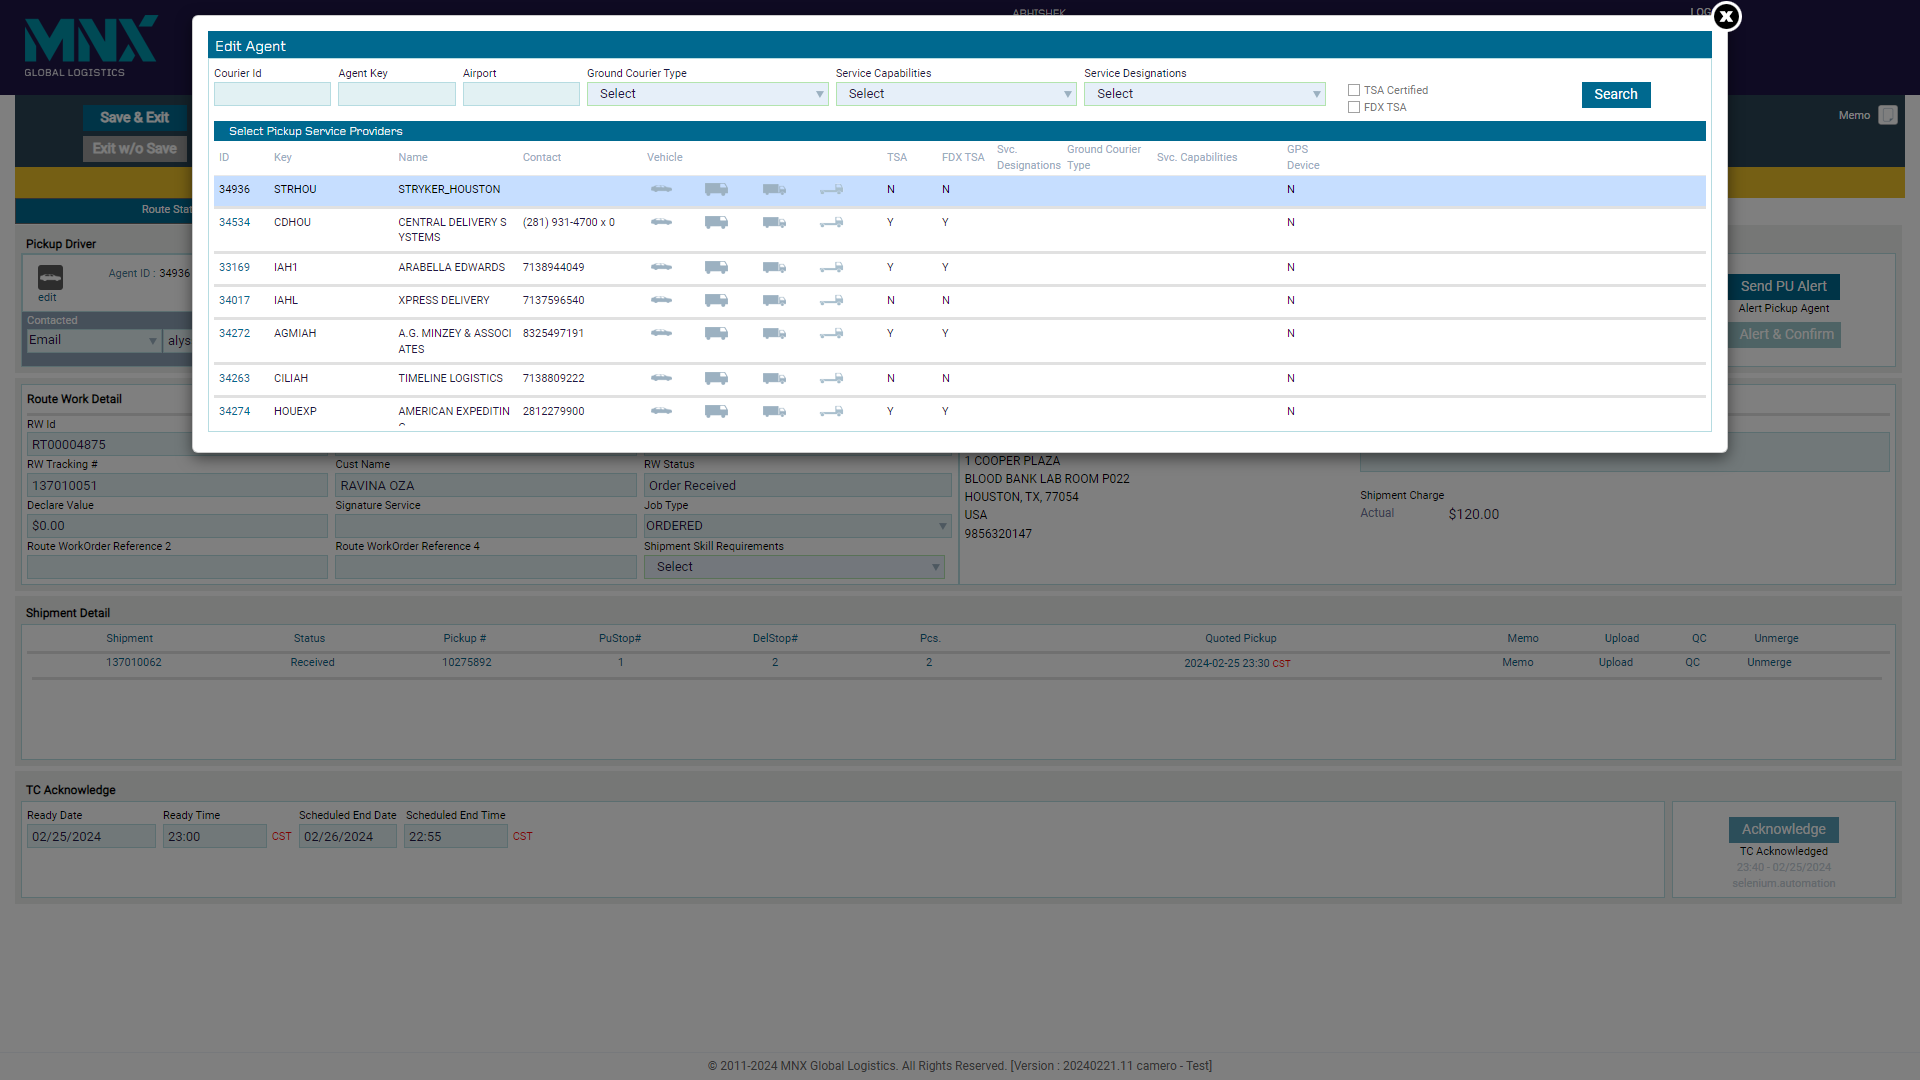 MNX
GLOBAL LOGISTICS
ABHISHEK
LOG
X
Save & Exit
Exit w/o Save
Memo
Edit Agent
Courier Id Agent Key Airport Ground Courier Type Service Capabilities Service Designations
Select Select Select
TSA Certified
FDX TSA
Search
Select Pickup Service Providers
ID Key Name Contact Vehicle TSA FDX TSA Svc. Designations Ground Courier Type Svc. Capabilities GPS Device
34936 STRHOU STRYKER_HOUSTON N N N
34534 CDHOU CENTRAL DELIVERY S (281) 931-4700 x 0 Y Y N
YSTEMS
33169 IAH1 ARABELLA EDWARDS 7138944049 Y Y N
34017 IAHL XPRESS DELIVERY 7137596540 N N N
34272 AGMIAH A.G. MINZEY & ASSOCI 8325497191 Y Y N
ATES
34263 CILIAH TIMELINE LOGISTICS 7138809222 N N N
34274 HOUEXP AMERICAN EXPEDITIN 2812279900 Y Y N
Route Stat
Pickup Driver
edit
Agent ID : 34936
Contacted
Email alys
Send PU Alert
Alert Pickup Agent
Alert & Confirm
Route Work Detail
RW Id
RT00004875
RW Tracking # Cust Name RW Status
137010051 RAVINA OZA Order Received
Declare Value Signature Service Job Type
$0.00 ORDERED
Route WorkOrder Reference 2 Route WorkOrder Reference 4 Shipment Skill Requirements
Select
1 COOPER PLAZA
BLOOD BANK LAB ROOM P022
HOUSTON, TX, 77054
USA
9856320147
Shipment Charge
Actual $120.00
Shipment Detail
Shipment Status Pickup # PuStop# DelStop# Pcs. Quoted Pickup Memo Upload QC Unmerge
137010062 Received 10275892 1 2 2 2024-02-25 23:30 CST Memo Upload QC Unmerge
TC Acknowledge
Ready Date Ready Time Scheduled End Date Scheduled End Time
02/25/2024 23:00 CST 02/26/2024 22:55 CST
Acknowledge
TC Acknowledged
23:40 - 02/25/2024
selenium.automation
© 2011-2024 MNX Global Logistics. All Rights Reserved. [Version : 20240221.11 camero - Test]